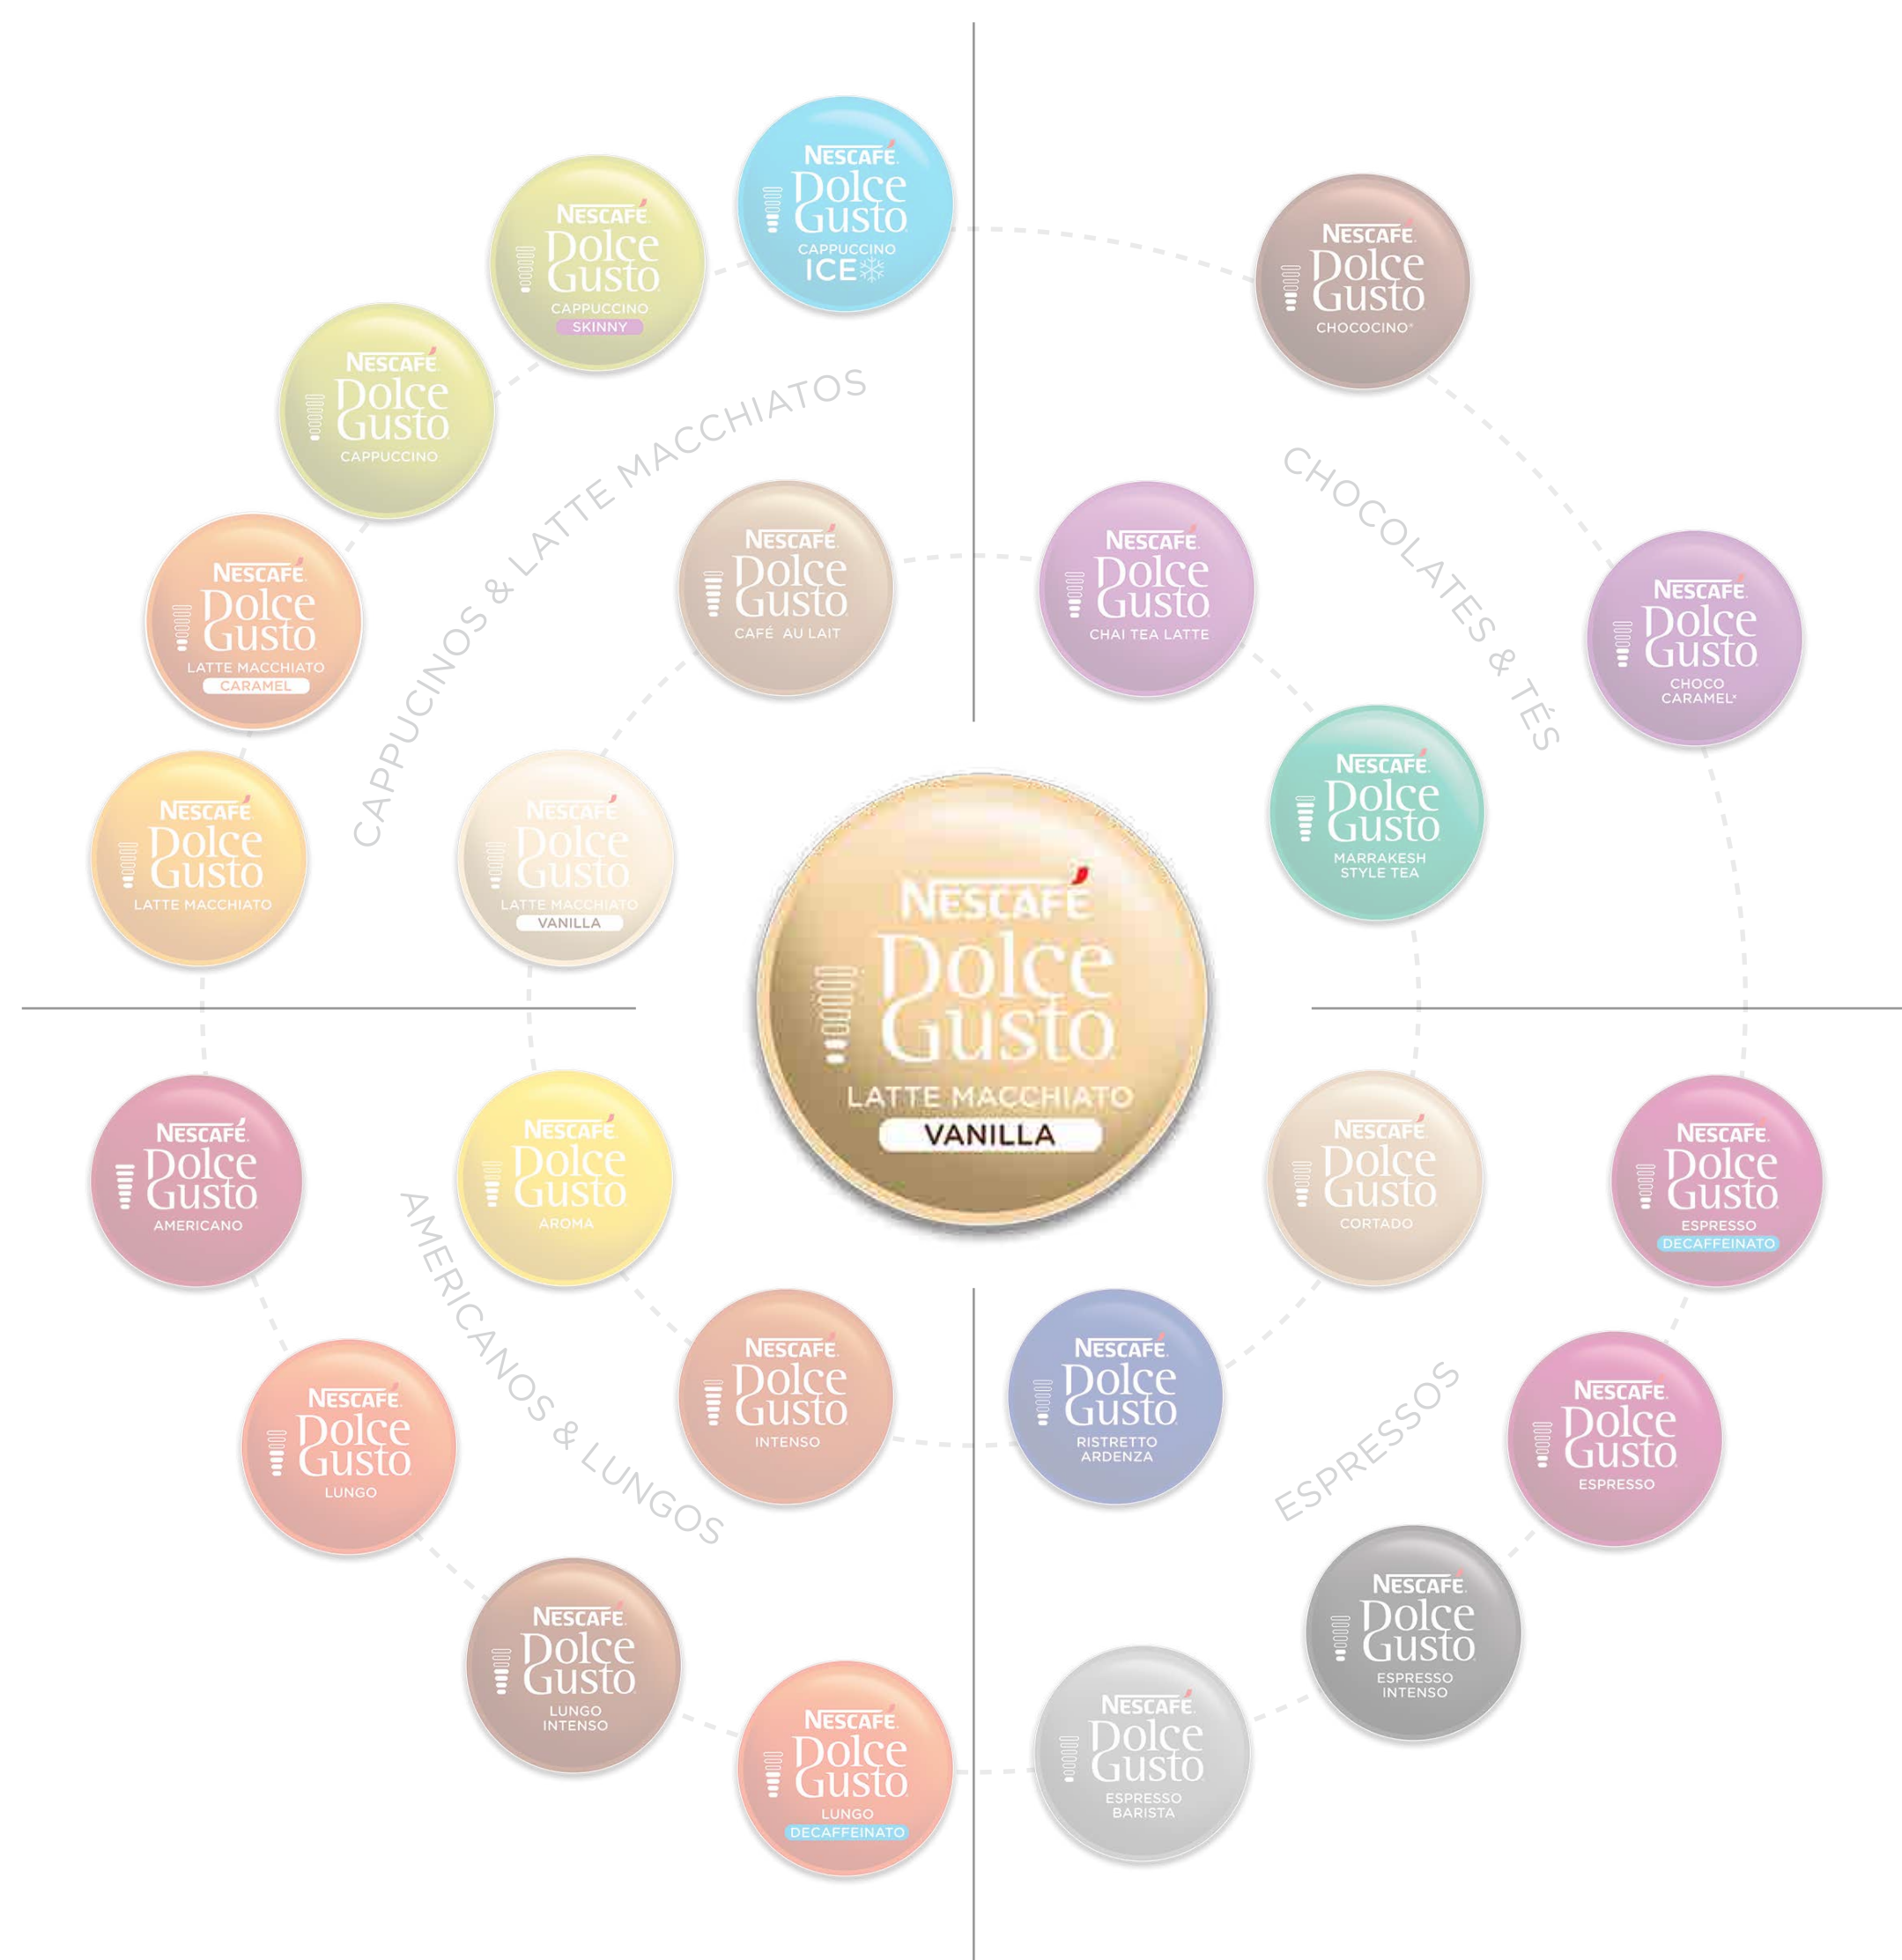 NESCAFÉ
Dolce
Gusto
CAPPUCCINO
ICE
NESCAFÉ
Dolce
Gusto
CAPPUCCINO
SKINNY
NESCAFÉ
Dolce
Gusto
CAPPUCCINO
NESCAFÉ
Dolce
Gusto
LATTE MACCHIATO
CARAMEL
NESCAFÉ
Dolce
Gusto
LATTE MACCHIATO
CAPPUCINOS & LATTE MACCHIATOS
NESCAFÉ
Dolce
Gusto
CAFÉ AU LAIT
NESCAFÉ
Dolce
Gusto
LATTE MACCHIATO
VANILLA
NESCAFÉ
Dolce
Gusto
CHOCOCINO®
CHOCOLATES & TÉS
NESCAFÉ
Dolce
Gusto
CHAI TEA LATTE
NESCAFÉ
Dolce
Gusto
CHOCO
CARAMEL*
NESCAFÉ
Dolce
Gusto
MARRAKESH
STYLE TEA
NESCAFÉ
Dolce
Gusto
LATTE MACCHIATO
VANILLA
NESCAFÉ
Dolce
Gusto
AMERICANO
NESCAFÉ
Dolce
Gusto
AROMA
AMERICANOS & LUNGOS
NESCAFÉ
Dolce
Gusto
INTENSO
NESCAFÉ
Dolce
Gusto
LUNGO
NESCAFÉ
Dolce
Gusto
LUNGO
INTENSO
NESCAFÉ
Dolce
Gusto
LUNGO
DECAFFEINATO
NESCAFÉ
Dolce
Gusto
CORTADO
NESCAFÉ
Dolce
Gusto
ESPRESSO
DECAFFEINATO
NESCAFÉ
Dolce
Gusto
RISTRETTO
ARDENZA
ESPRESSOS
NESCAFÉ
Dolce
Gusto
ESPRESSO
NESCAFÉ
Dolce
Gusto
ESPRESSO
INTENSO
NESCAFÉ
Dolce
Gusto
ESPRESSO
BARISTA